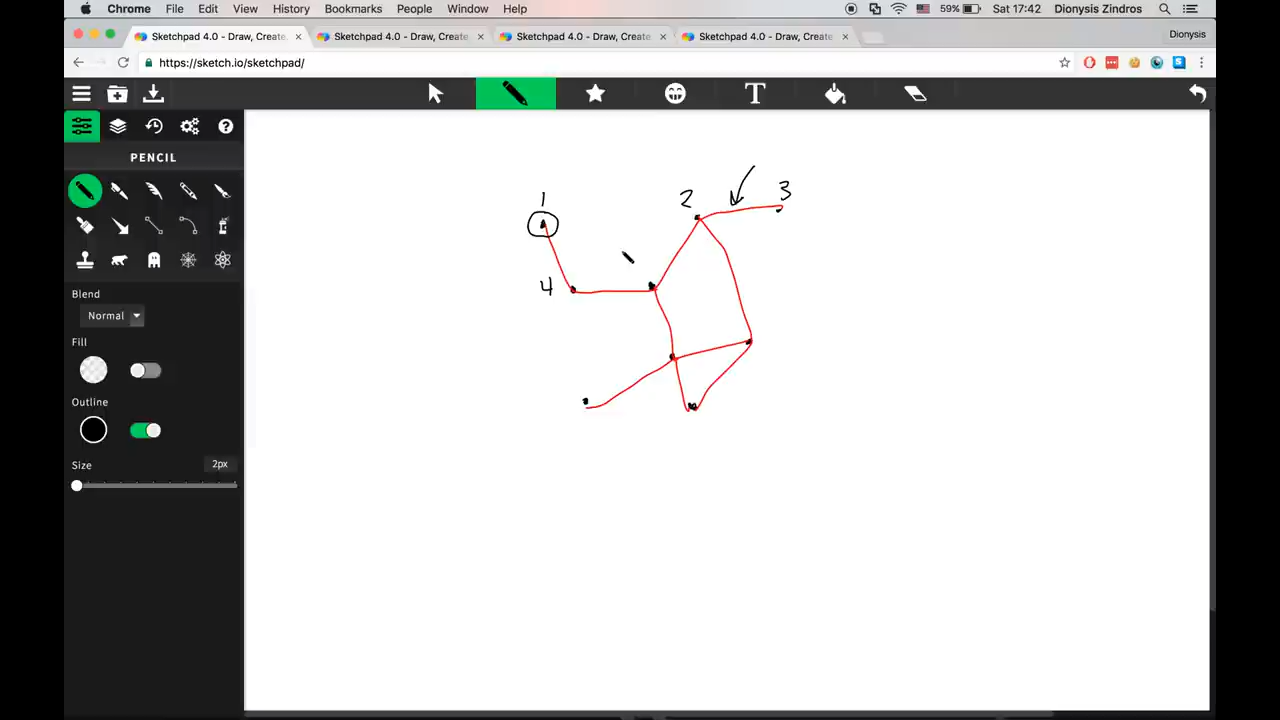 Chrome File Edit View History Bookmarks People Window Help 59% Sat 17:42 Dionysis Zindros
Sketchpad 4.0 - Draw, Create, Sketchpad 4.0 - Draw, Create. Sketchpad 4.0 - Draw, Create. Sketchpad 4.0 - Draw, Create. Dionysis
https://sketch.io/sketchpad/
T
PENCIL
Blend
Normal
Fill
Outline
Size 2px
1 2 3
4